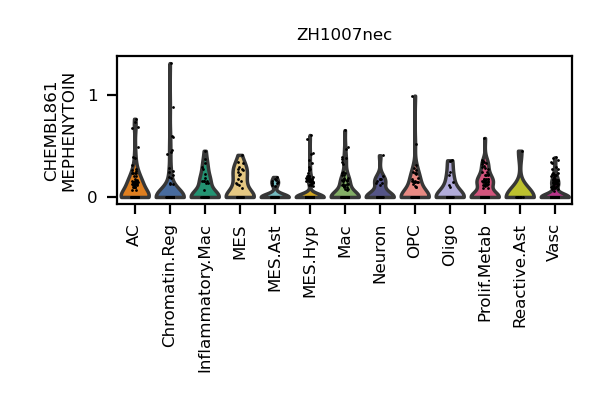 ZH1007nec
CHEMBL861
MEPHENYTOIN
1
0
AC
Chromatin.Reg
Inflammatory.Mac
MES
MES.Ast
MES.Hyp
Mac
Neuron
OPC
Oligo
Prolif.Metab
Reactive.Ast
Vasc